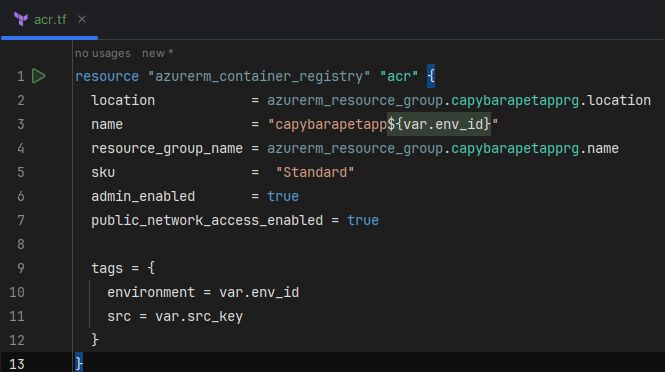 acr.tf ×
no usages new *
1 resource "azurerm_container_registry" "acr" {
2   location            = azurerm_resource_group.capybarapetapprg.location
3   name                = "capybarapetapp${var.env_id}"
4   resource_group_name = azurerm_resource_group.capybarapetapprg.name
5   sku                 =  "Standard"
6   admin_enabled       = true
7   public_network_access_enabled = true
8
9   tags = {
10     environment = var.env_id
11     src = var.src_key
12   }
13 }